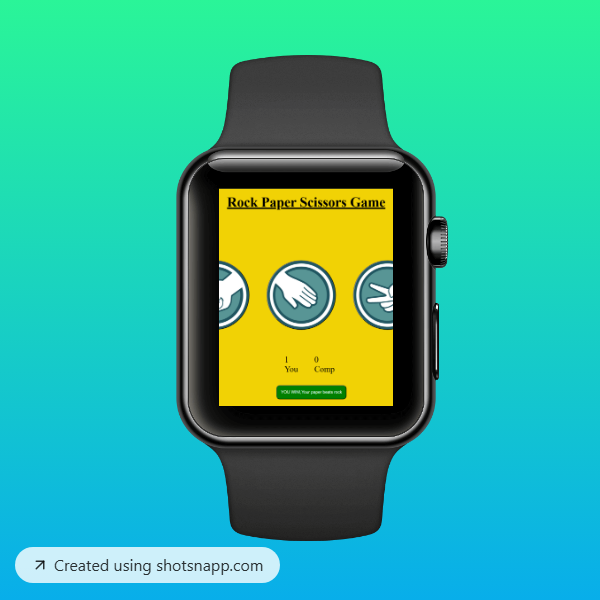 Rock Paper Scissors Game
1 0
You Comp
YOU WIN! Your paper beats rock
Created using shotsnapp.com